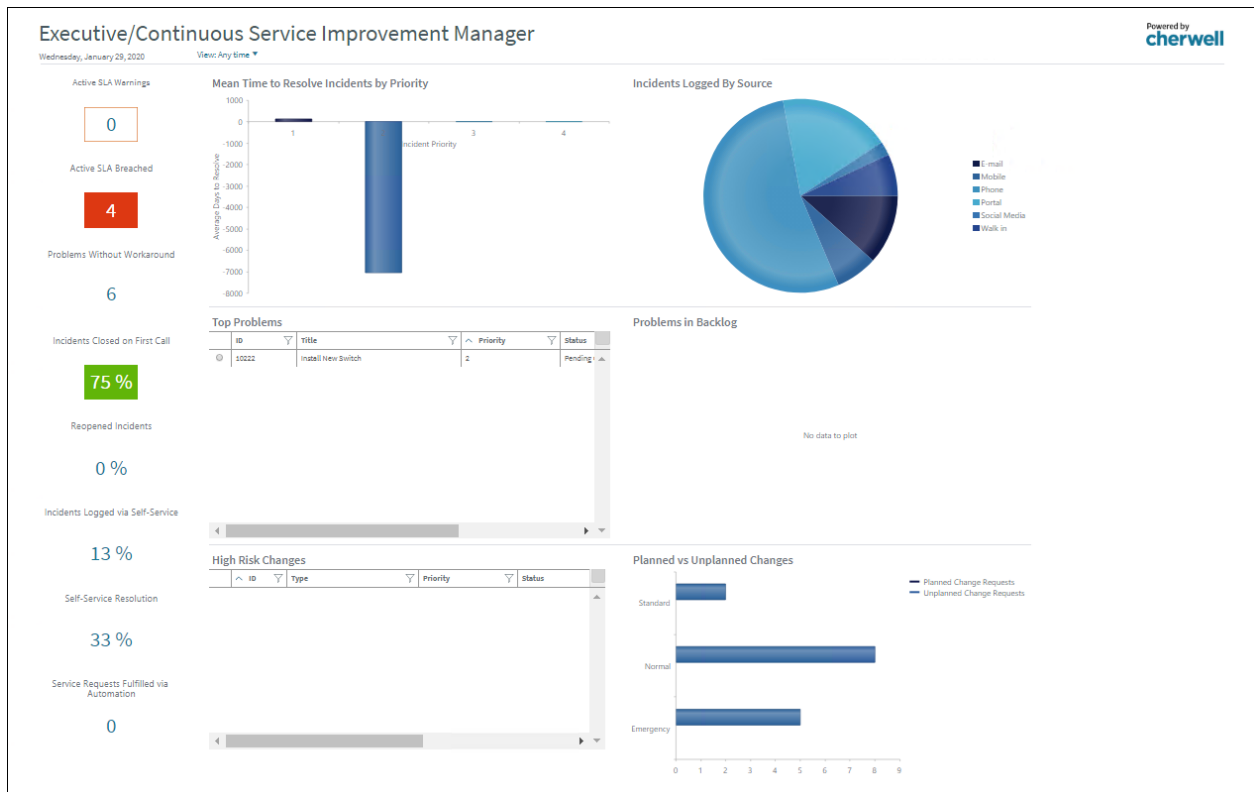 Executive/Continuous Service Improvement Manager
Powered by
cherwell
Wednesday, January 29, 2020
View: Any time
Active SLA Warnings
0
Active SLA Breached
4
Problems Without Workaround
6
Incidents Closed on First Call
75 %
Reopened Incidents
0 %
Incidents Logged via Self-Service
13 %
Self-Service Resolution
33 %
Service Requests Fulfilled via
Automation
0
Mean Time to Resolve Incidents by Priority
Average Days to Resolve
1000
0
-1000
-2000
-3000
-4000
-5000
-6000
-7000
-8000
1
3
4
Incident Priority
Incidents Logged By Source
E-mail
Mobile
Phone
Portal
Social Media
Walk in
Top Problems
ID Title Priority Status
10222 Install New Switch 2 Pending
Problems in Backlog
No data to plot
High Risk Changes
ID Type Priority Status
Planned vs Unplanned Changes
Planned Change Requests
Unplanned Change Requests
Standard
Normal
Emergency
0 1 2 3 4 5 6 7 8 9